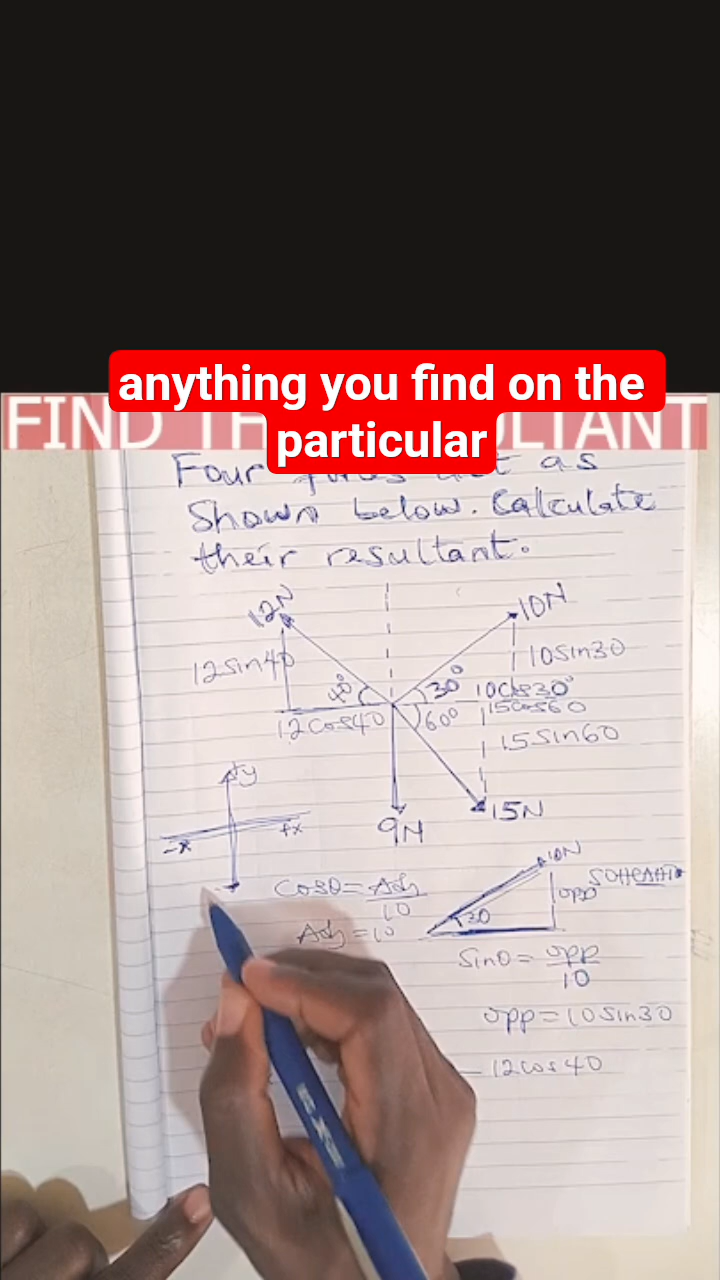 anything you find on the
particular
FIND TH ULTANT
Four as
Shown below. Calculate
their resultant.
12N
10N
12sin40
10sin30
30°
10cos30°
15cos60
12cos40
60°
15sin60
+y
15N
9N
-x
+x
10N
Cosθ = Adj
10
opp
SOHCAHTOA
30
Adj = 10
Sinθ = opp
10
opp = 10sin30
- 12cos40